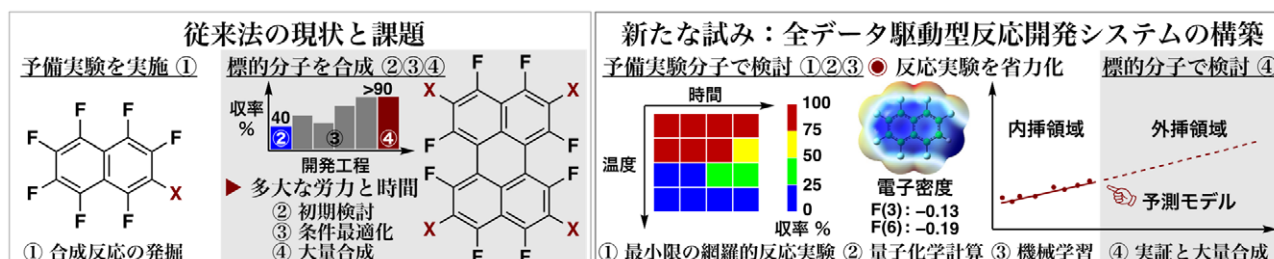 従来法の現状と課題
予備実験を実施 ①
F F
F F
F X
F F
① 合成反応の発掘
標的分子を合成 ②③④
収率 %
40
>90
② ③ ④
開発工程
▶ 多大な労力と時間
② 初期検討
③ 条件最適化
④ 大量合成
F F
X X
F F
F F
X X
F F
新たな試み：全データ駆動型反応開発システムの構築
予備実験分子で検討 ①②③
反応実験を省力化
標的分子で検討 ④
時間
温度
100
75
50
25
0
収率 %
電子密度
F(3): −0.13
F(6): −0.19
内挿領域
外挿領域
予測モデル
① 最小限の網羅的反応実験 ② 量子化学計算 ③ 機械学習 ④ 実証と大量合成